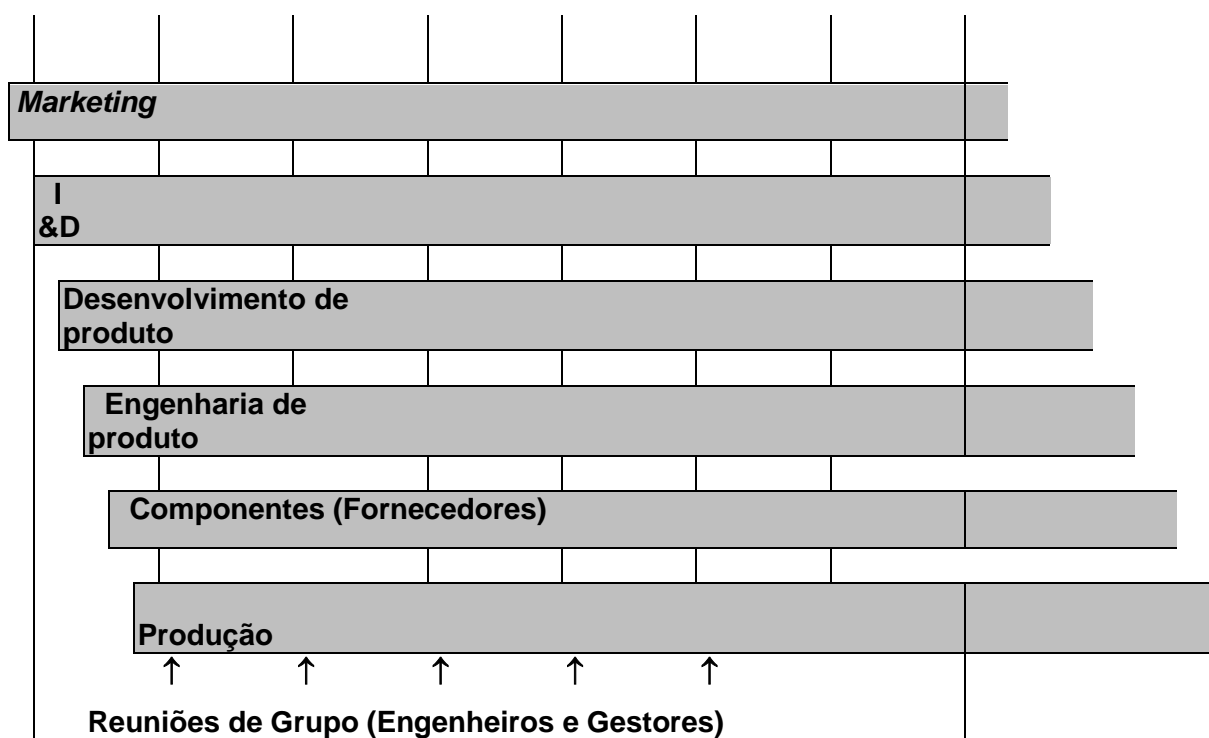 Marketing
I
&D
Desenvolvimento de
produto
Engenharia de
produto
Componentes (Fornecedores)
Produção
Reuniões de Grupo (Engenheiros e Gestores)